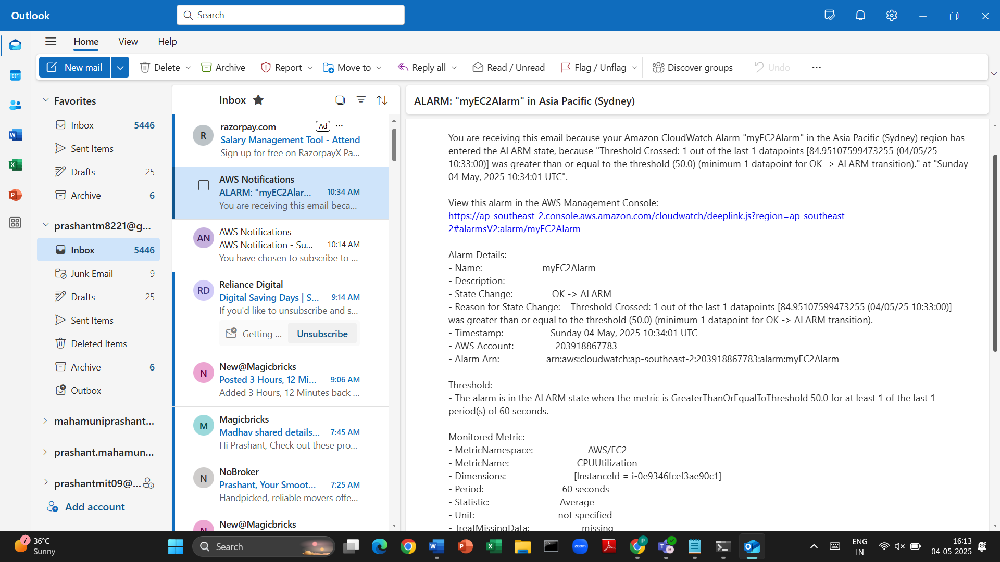 Outlook
Search
Home View Help
New mail Delete Archive Report Move to Reply all Read / Unread Flag / Unflag Discover groups Undo
Favorites
Inbox 5446
Sent Items
Drafts 25
Archive 6
prashantm8221@g...
Inbox 5446
Junk Email 9
Drafts 25
Sent Items
Deleted Items
Archive 6
Outbox
mahamuniprashant...
prashant.mahamun...
prashantmit09@...
Add account
Inbox
R
razorpay.com Ad
Salary Management Tool - Attend
Sign up for free on RazorpayX Pa...
AWS Notifications
ALARM: "myEC2Alar... 10:34 AM
You are receiving this email beca...
AN
AWS Notifications
AWS Notification - Su... 10:14 AM
You have chosen to subscribe to ...
RD
Reliance Digital
Digital Saving Days | S... 9:14 AM
If you'd like to unsubscribe and s...
Getting ... Unsubscribe
N
New@Magicbricks
Posted 3 Hours, 12 Mi... 9:06 AM
Added 3 Hours, 12 Minutes back ...
M
Magicbricks
Madhav shared details... 7:45 AM
Hi Prashant, Check out these pro...
N
NoBroker
Prashant, Your Smoot... 7:25 AM
Handpicked, reliable movers offe...
N
New@Magicbricks
ALARM: "myEC2Alarm" in Asia Pacific (Sydney)
You are receiving this email because your Amazon CloudWatch Alarm "myEC2Alarm" in the Asia Pacific (Sydney) region has
entered the ALARM state, because "Threshold Crossed: 1 out of the last 1 datapoints [84.95107599473255 (04/05/25
10:33:00)] was greater than or equal to the threshold (50.0) (minimum 1 datapoint for OK -> ALARM transition)." at "Sunday
04 May, 2025 10:34:01 UTC".
View this alarm in the AWS Management Console:
https://ap-southeast-2.console.aws.amazon.com/cloudwatch/deeplink.js?region=ap-southeast-
2#alarmsV2:alarm/myEC2Alarm
Alarm Details:
- Name: myEC2Alarm
- Description:
- State Change: OK -> ALARM
- Reason for State Change: Threshold Crossed: 1 out of the last 1 datapoints [84.95107599473255 (04/05/25 10:33:00)]
was greater than or equal to the threshold (50.0) (minimum 1 datapoint for OK -> ALARM transition).
- Timestamp: Sunday 04 May, 2025 10:34:01 UTC
- AWS Account: 203918867783
- Alarm Arn: arn:aws:cloudwatch:ap-southeast-2:203918867783:alarm:myEC2Alarm
Threshold:
- The alarm is in the ALARM state when the metric is GreaterThanOrEqualToThreshold 50.0 for at least 1 of the last 1
period(s) of 60 seconds.
Monitored Metric:
- MetricNamespace: AWS/EC2
- MetricName: CPUUtilization
- Dimensions: [InstanceId = i-0e9346fcef3ae90c1]
- Period: 60 seconds
- Statistic: Average
- Unit: not specified
- TreatMissingData: missing
7
36°C
Sunny
Search
zoom
P
ENG
IN
16:13
04-05-2025